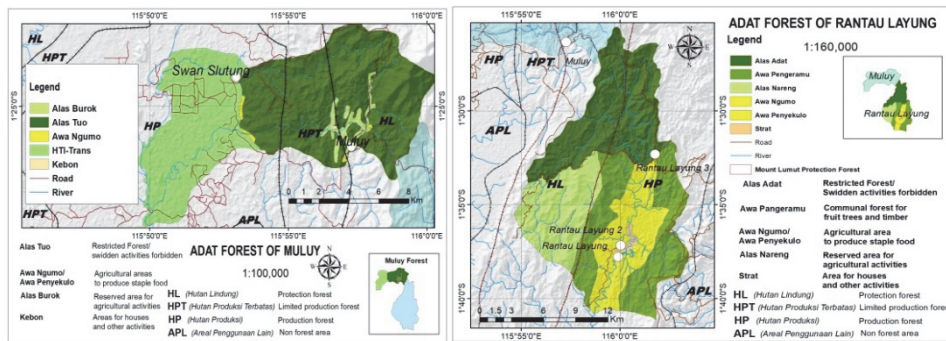 115°50'0"E
115°55'0"E
116°0'0"E
HL
HPT
Swan Slutung
Legend
Alas Burok
Alas Tuo
Awa Ngumo
HTI-Trans
Kebon
Road
River
HP
HPT
HL
Muluy
1°25'0"S
1°25'0"S
0 2 4 6 8
Km
HPT
APL
115°50'0"E
115°55'0"E
116°0'0"E
ADAT FOREST OF MULUY
1:100,000
Alas Tuo Restricted Forest/ swidden activities forbidden
Awa Ngumo/ Awa Penyekulo Agricultural areas to produce staple food
Alas Burok Reserved area for agricultural activities
Kebon Areas for houses and other activities
HL (Hutan Lindung) Protection forest
HPT (Hutan Produksi Terbatas) Limited production forest
HP (Hutan Produksi) Production forest
APL (Areal Penggunaan Lain) Non forest area
Muluy Forest
115°55'0"E
116°0'0"E
HP
HPT
Muluy
APL
1°30'0"S
1°35'0"S
1°40'0"S
HL
HP
Rantau Layung 3
Rantau Layung 2
Rantau Layung
HPT
APL
0 1.5 3 6 9 12
Km
ADAT FOREST OF RANTAU LAYUNG
Legend
1:160,000
Alas Adat
Awa Pengeramu
Alas Nareng
Awa Ngumo
Awa Penyekulo
Strat
Road
River
Mount Lumut Protection Forest
Muluy
Rantau Layung
Alas Adat Restricted Forest/ Swidden activities forbidden
Awa Pangeramu Communal forest for fruit trees and timber
Awa Ngumo/ Awa Penyekulo Agricultural area to produce staple food
Alas Nareng Reserved area for agricultural activities
Strat Area for houses and other activities
HL (Hutan Lindung) Protection forest
HPT (Hutan Produksi Terbatas) Limited production forest
HP (Hutan Produksi) Production forest
APL (Areal Penggunaan Lain) Non forest area